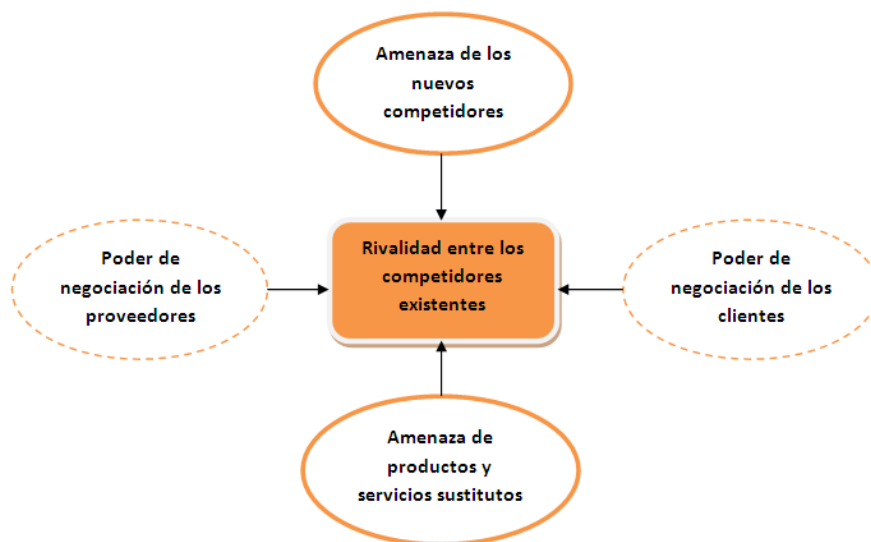 Amenaza de los
nuevos
competidores
Poder de
negociación de los
proveedores
Rivalidad entre los
competidores
existentes
Poder de
negociación de los
clientes
Amenaza de
productos y
servicios sustitutos